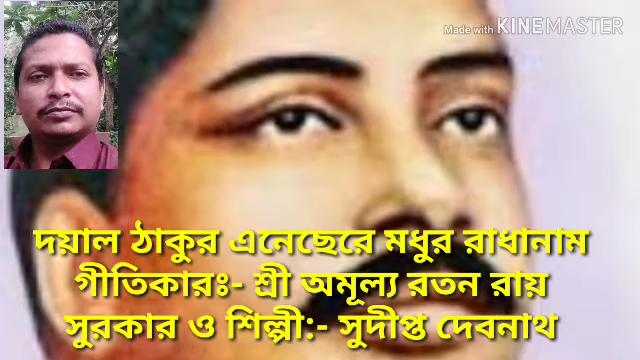 Made with KINEMASTER
দয়াল ঠাকুর এনেছেরে মধুর রাধানাম
গীতিকারঃ- শ্রী অমূল্য রতন রায়
সুরকার ও শিল্পী:- সুদীপ্ত দেবনাথ